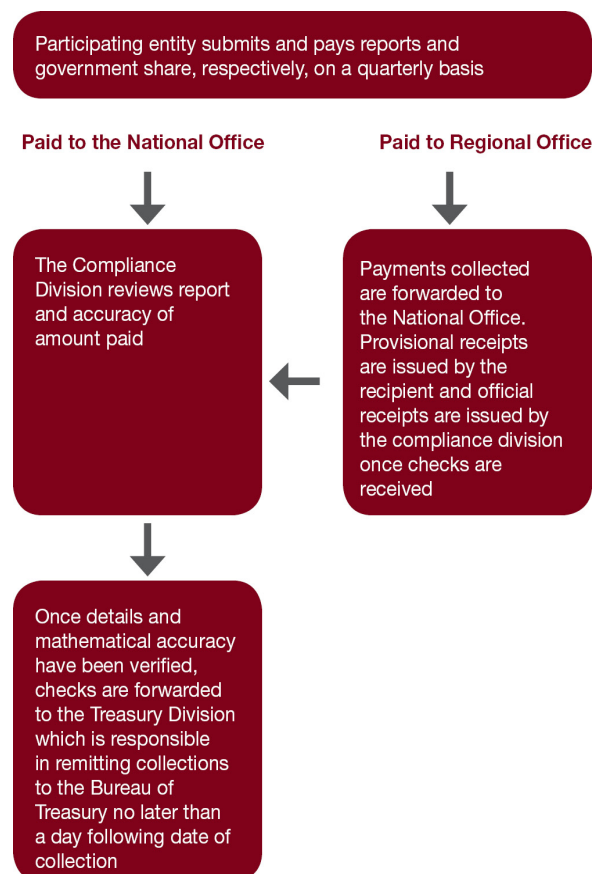 Participating entity submits and pays reports and
government share, respectively, on a quarterly basis
Paid to the National Office
Paid to Regional Office
The Compliance
Division reviews report
and accuracy of
amount paid
Payments collected
are forwarded to
the National Office.
Provisional receipts
are issued by the
recipient and official
receipts are issued by
the compliance division
once checks are
received
Once details and
mathematical accuracy
have been verified,
checks are forwarded
to the Treasury Division
which is responsible
in remitting collections
to the Bureau of
Treasury no later than
a day following date of
collection